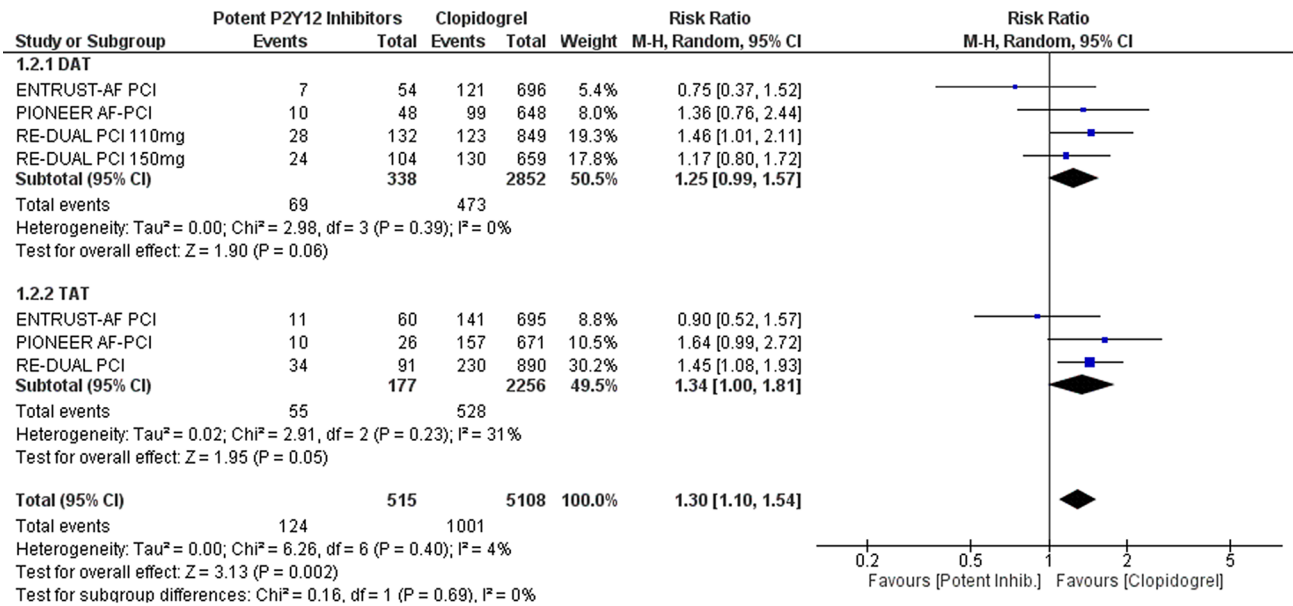 Potent P2Y12 Inhibitors Clopidogrel Risk Ratio Risk Ratio
Study or Subgroup Events Total Events Total Weight M-H, Random, 95% CI M-H, Random, 95% CI
1.2.1 DAT
ENTRUST-AF PCI 7 54 121 696 5.4% 0.75 [0.37, 1.52]
PIONEER AF-PCI 10 48 99 648 8.0% 1.36 [0.76, 2.44]
RE-DUAL PCI 110mg 28 132 123 849 19.3% 1.46 [1.01, 2.11]
RE-DUAL PCI 150mg 24 104 130 659 17.8% 1.17 [0.80, 1.72]
Subtotal (95% CI) 338 2852 50.5% 1.25 [0.99, 1.57]
Total events 69 473
Heterogeneity: Tau² = 0.00; Chi² = 2.98, df = 3 (P = 0.39); I² = 0%
Test for overall effect: Z = 1.90 (P = 0.06)
1.2.2 TAT
ENTRUST-AF PCI 11 60 141 695 8.8% 0.90 [0.52, 1.57]
PIONEER AF-PCI 10 26 157 671 10.5% 1.64 [0.99, 2.72]
RE-DUAL PCI 34 91 230 890 30.2% 1.45 [1.08, 1.93]
Subtotal (95% CI) 177 2256 49.5% 1.34 [1.00, 1.81]
Total events 55 528
Heterogeneity: Tau² = 0.02; Chi² = 2.91, df = 2 (P = 0.23); I² = 31%
Test for overall effect: Z = 1.95 (P = 0.05)
Total (95% CI) 515 5108 100.0% 1.30 [1.10, 1.54]
Total events 124 1001
Heterogeneity: Tau² = 0.00; Chi² = 6.26, df = 6 (P = 0.40); I² = 4%
Test for overall effect: Z = 3.13 (P = 0.002)
Test for subgroup differences: Chi² = 0.16, df = 1 (P = 0.69), I² = 0%
0.2 0.5 1 2 5
Favours [Potent Inhib.] Favours [Clopidogrel]